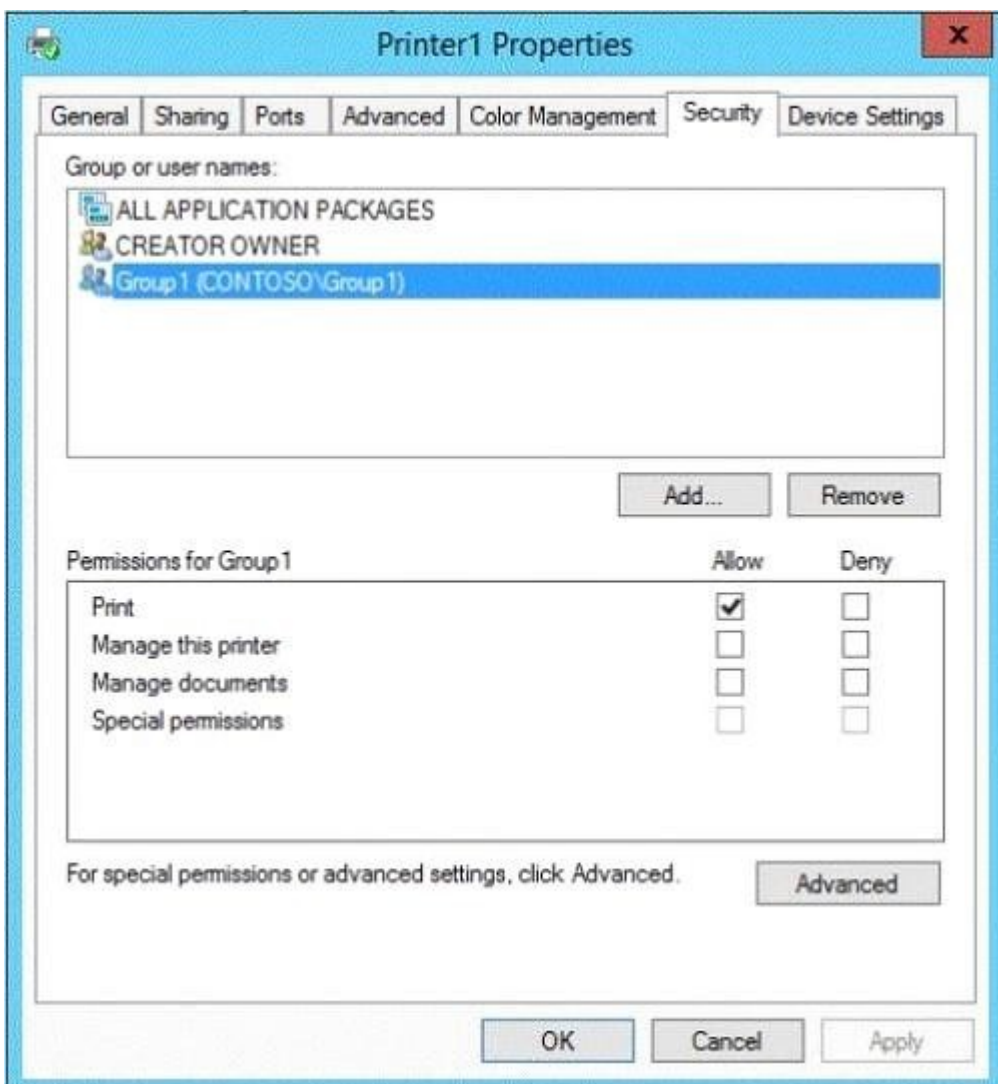 Printer1 Properties
x
General Sharing Ports Advanced Color Management Security Device Settings
Group or user names:
ALL APPLICATION PACKAGES
CREATOR OWNER
Group1 (CONTOSO\Group1)
Add... Remove
Permissions for Group1 Allow Deny
Print
Manage this printer
Manage documents
Special permissions
For special permissions or advanced settings, click Advanced. Advanced
OK Cancel Apply